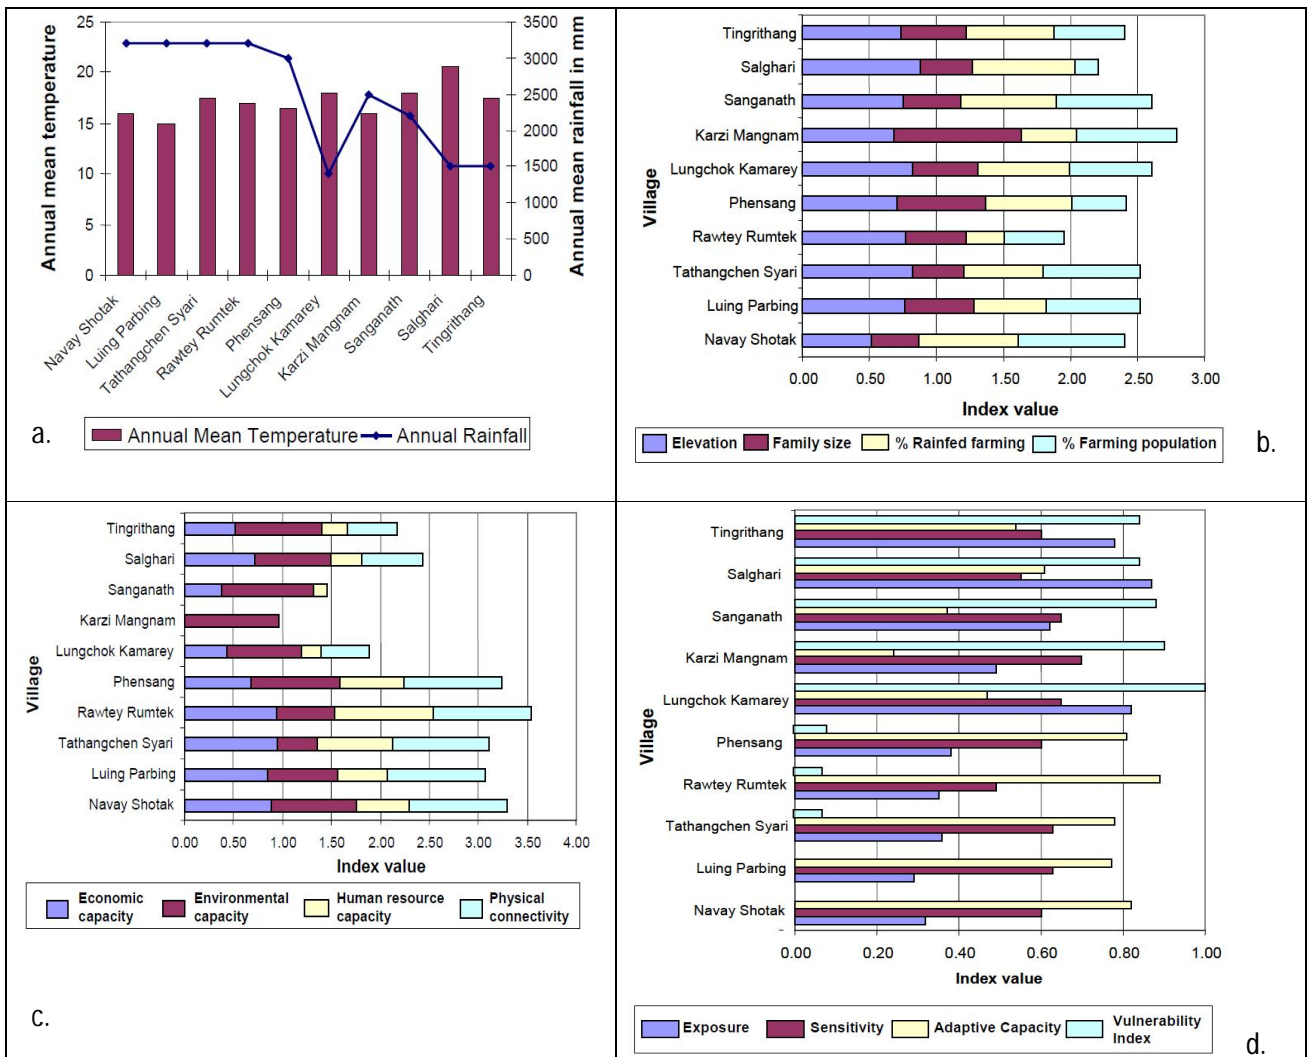 25
20
15
10
5
0
Annual mean temperature
3500
3000
2500
2000
1500
1000
500
0
Annual mean rainfall in mm
Navay Shotak
Luing Parbing
Tathangchen Syari
Rawtey Rumtek
Phensang
Lungchok Kamarey
Karzi Mangnam
Sanganath
Salghari
Tingrithang
Annual Mean Temperature
Annual Rainfall
a.
Village
Tingrithang
Salghari
Sanganath
Karzi Mangnam
Lungchok Kamarey
Phensang
Rawtey Rumtek
Tathangchen Syari
Luing Parbing
Navay Shotak
0.00 0.50 1.00 1.50 2.00 2.50 3.00
Index value
Elevation Family size % Rainfed farming % Farming population
b.
Village
Tingrithang
Salghari
Sanganath
Karzi Mangnam
Lungchok Kamarey
Phensang
Rawtey Rumtek
Tathangchen Syari
Luing Parbing
Navay Shotak
0.00 0.50 1.00 1.50 2.00 2.50 3.00 3.50 4.00
Index value
Economic capacity
Environmental capacity
Human resource capacity
Physical connectivity
c.
Village
Tingrithang
Salghari
Sanganath
Karzi Mangnam
Lungchok Kamarey
Phensang
Rawtey Rumtek
Tathangchen Syari
Luing Parbing
Navay Shotak
0.00 0.20 0.40 0.60 0.80 1.00
Index value
Exposure Sensitivity Adaptive Capacity Vulnerability Index
d.